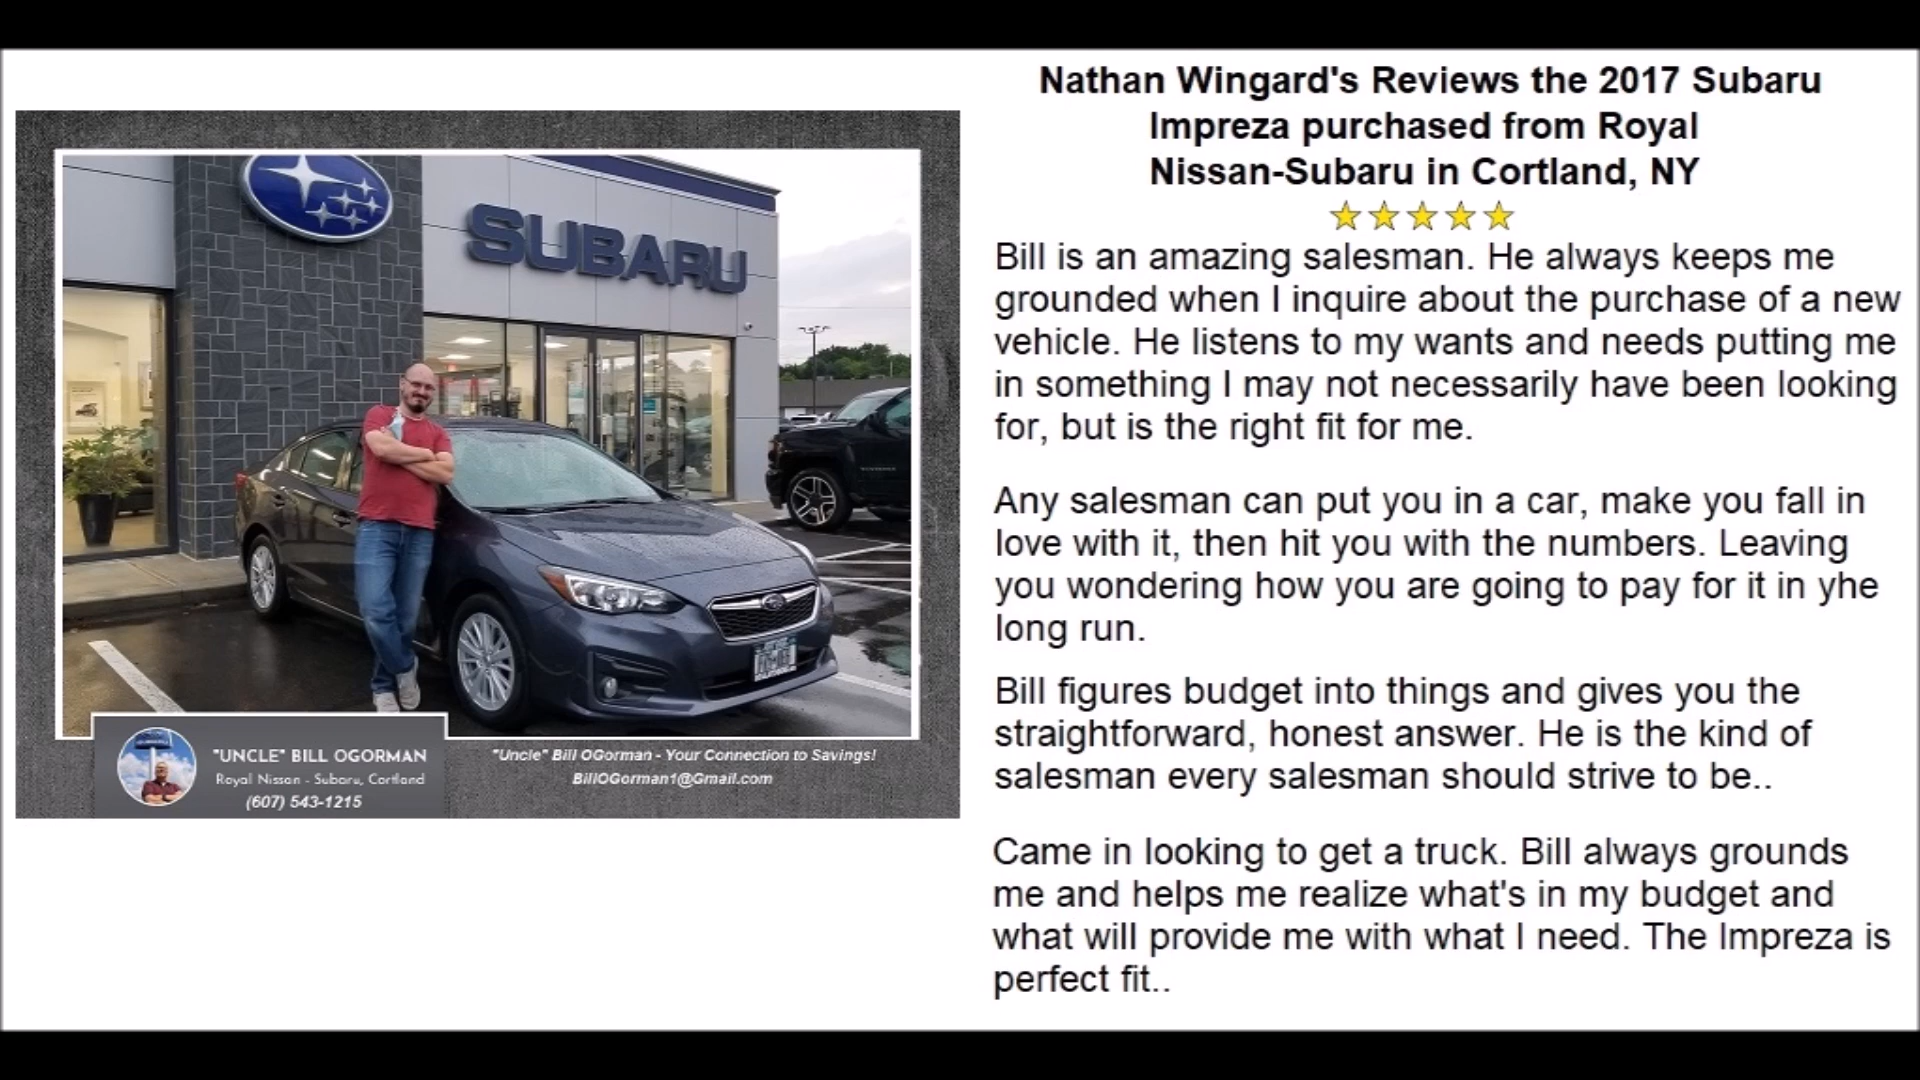 Nathan Wingard's Reviews the 2017 Subaru
Impreza purchased from Royal
Nissan-Subaru in Cortland, NY
Bill is an amazing salesman. He always keeps me
grounded when I inquire about the purchase of a new
vehicle. He listens to my wants and needs putting me
in something I may not necessarily have been looking
for, but is the right fit for me.
Any salesman can put you in a car, make you fall in
love with it, then hit you with the numbers. Leaving
you wondering how you are going to pay for it in yhe
long run.
Bill figures budget into things and gives you the
straightforward, honest answer. He is the kind of
salesman every salesman should strive to be..
Came in looking to get a truck. Bill always grounds
me and helps me realize what's in my budget and
what will provide me with what I need. The Impreza is
perfect fit..
SUBARU
"UNCLE" BILL OGORMAN
Royal Nissan - Subaru, Cortland
(607) 543-1215
"Uncle" Bill OGorman - Your Connection to Savings!
BillOGorman1@Gmail.com